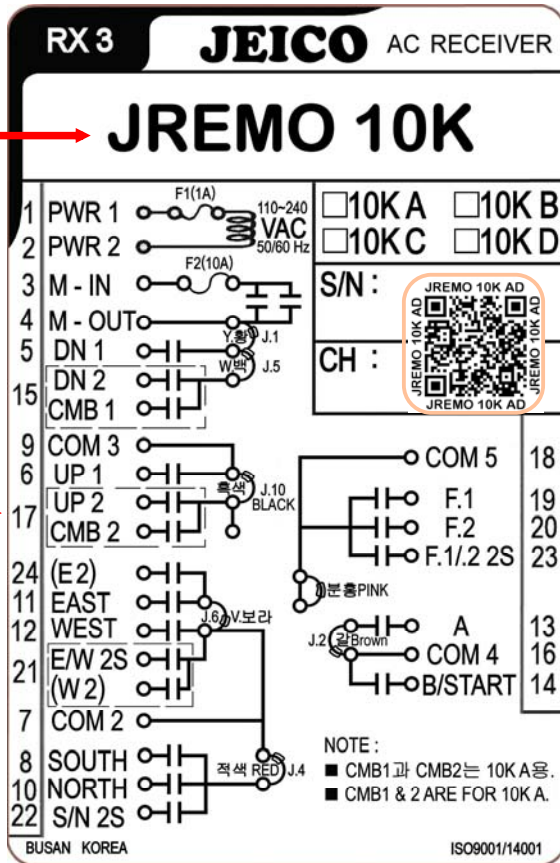 RX 3 JEICO AC RECEIVER
JREMO 10K
1 PWR 1 F1(1A) 110~240
VAC
2 PWR 2 50/60 Hz
3 M - IN F2(10A)
4 M - OUT
Y.황 J.1
5 DN 1
W백 J.5
15 DN 2
CMB 1
9 COM 3
6 UP 1
흑색 J.10
BLACK
17 UP 2
CMB 2
24 (E 2)
11 EAST
J.6 V.보라
12 WEST
21 E/W 2S
(W 2)
7 COM 2
8 SOUTH
적색 RED J.4
10 NORTH
22 S/N 2S
□10K A □10K B
□10K C □10K D
S/N :
CH :
JREMO 10K AD
JREMO 10K AD
JREMO 10K AD
JREMO 10K AD
COM 5 18
F.1 19
F.2 20
F.1/.2 2S 23
분홍PINK
A 13
J.2 갈Brown
COM 4 16
B/START 14
NOTE :
■ CMB1과 CMB2는 10K A용.
■ CMB1 & 2 ARE FOR 10K A.
BUSAN KOREA ISO9001/14001